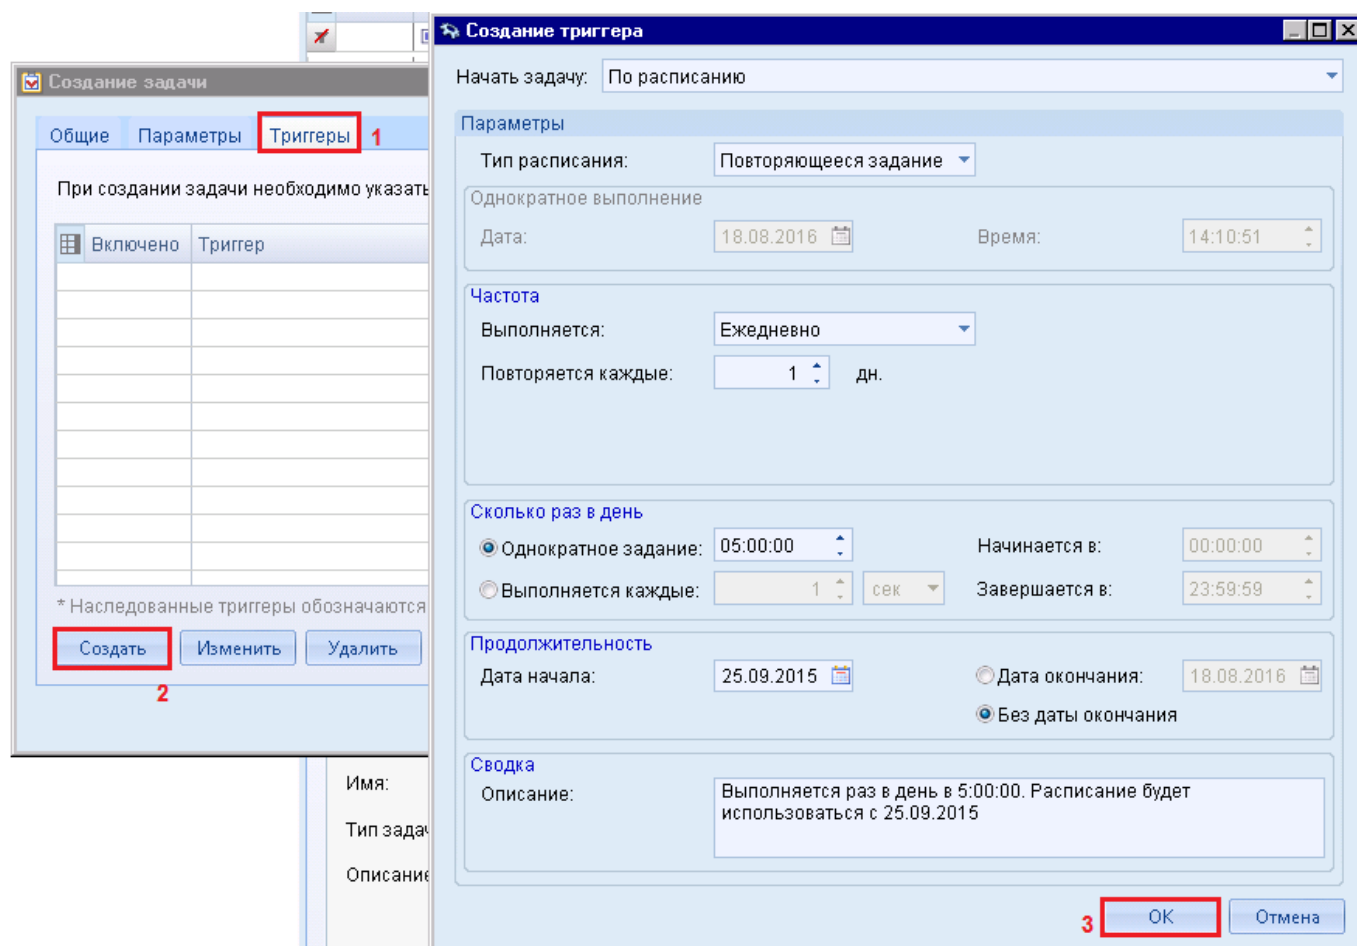 Создание задачи
Общие Параметры Триггеры 1
При создании задачи необходимо указать
Включено Триггер
* Наследованные триггеры обозначаются
Создать Изменить Удалить
2
Имя:
Тип задач
Описание
Создание триггера
Начать задачу: По расписанию
Параметры
Тип расписания: Повторяющееся задание
Однократное выполнение
Дата: 18.08.2016 Время: 14:10:51
Частота
Выполняется: Ежедневно
Повторяется каждые: 1 дн.
Сколько раз в день
Однократное задание: 05:00:00 Начинается в: 00:00:00
Выполняется каждые: 1 сек Завершается в: 23:59:59
Продолжительность
Дата начала: 25.09.2015 Дата окончания: 18.08.2016
Без даты окончания
Сводка
Описание: Выполняется раз в день в 5:00:00. Расписание будет
использоваться с 25.09.2015
3 ОК Отмена